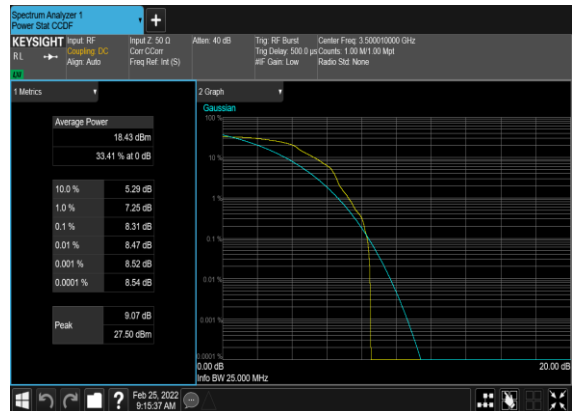 Spectrum Analyzer 1
Power Stat CCDF
+
KEYSIGHT
RL
Input: RF
Coupling: DC
Align: Auto
Input Z: 50 Ω
Corr CCorr
Freq Ref: Int (S)
Atten: 40 dB
Trig: RF Burst
Trig Delay: 500.0 µs
#IF Gain: Low
Center Freq: 3.500010000 GHz
Counts: 1.00 M/1.00 Mpt
Radio Std: None
1 Metrics
Average Power
18.43 dBm
33.41 % at 0 dB
10.0 % 5.29 dB
1.0 % 7.25 dB
0.1 % 8.31 dB
0.01 % 8.47 dB
0.001 % 8.52 dB
0.0001 % 8.54 dB
Peak
9.07 dB
27.50 dBm
2 Graph
Gaussian
100 %
10 %
1 %
0.1 %
0.01 %
0.001 %
0.0001 %
0.00 dB
20.00 dB
Info BW 25.000 MHz
?
Feb 25, 2022
9:15:37 AM